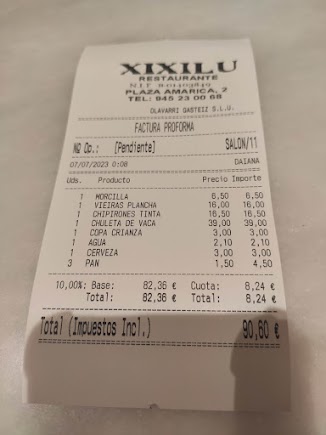 XIXILU
RESTAURANTE
N.I.F.
PLAZA AMARICA, 2
TEL: 945 23 00 68
OLAVARRI GASTEIZ S.L.U.
FACTURA PROFORMA
NQ Op.: [Pendiente] SALON/11
07/07/2023 0:08 DAIANA
Uds. Producto Precio Importe
1 MORCILLA 6,50 6,50
1 VIEIRAS PLANCHA 16,00 16,00
1 CHIPIRONES TINTA 16,50 16,50
1 CHULETA DE VACA 39,00 39,00
1 COPA CRIANZA 3,00 3,00
1 AGUA 2,10 2,10
1 CERVEZA 3,00 3,00
3 PAN 1,50 4,50
10,00%: Base: 82,36 € Cuota: 8,24 €
Total: 82,36 € Total: 8,24 €
Total (Impuestos Incl.) 90,60 €